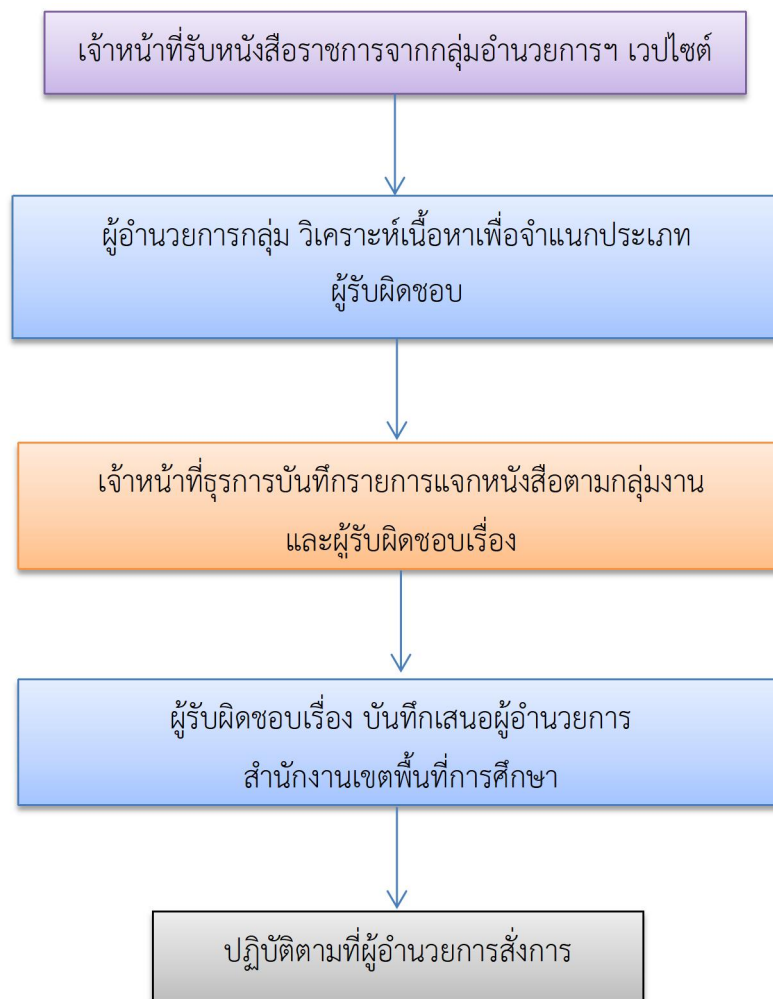 เจ้าหน้าที่รับหนังสือราชการจากกลุ่มอำนวยการฯ เวปไซต์
ผู้อำนวยการกลุ่ม วิเคราะห์เนื้อหาเพื่อจำแนกประเภท
ผู้รับผิดชอบ
เจ้าหน้าที่ธุรการบันทึกรายการแจกหนังสือตามกลุ่มงาน
และผู้รับผิดชอบเรื่อง
ผู้รับผิดชอบเรื่อง บันทึกเสนอผู้อำนวยการ
สำนักงานเขตพื้นที่การศึกษา
ปฏิบัติตามที่ผู้อำนวยการสั่งการ